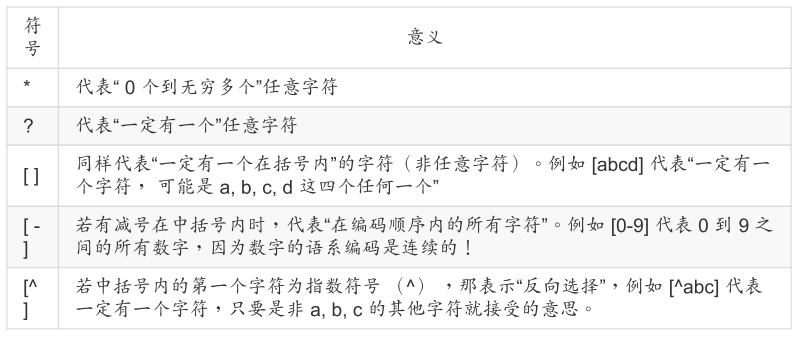 符
号
意义
*
代表“ 0 个到无穷多个”任意字符
?
代表“一定有一个”任意字符
[ ]
同样代表“一定有一个在括号内”的字符（非任意字符）。例如 [abcd] 代表“一定有一
个字符， 可能是 a, b, c, d 这四个任何一个”
[ -
]
若有减号在中括号内时，代表“在编码顺序内的所有字符”。例如 [0-9] 代表 0 到 9 之
间的所有数字，因为数字的语系编码是连续的！
[^
]
若中括号内的第一个字符为指数符号 （^） ，那表示“反向选择”，例如 [^abc] 代表
一定有一个字符，只要是非 a, b, c 的其他字符就接受的意思。